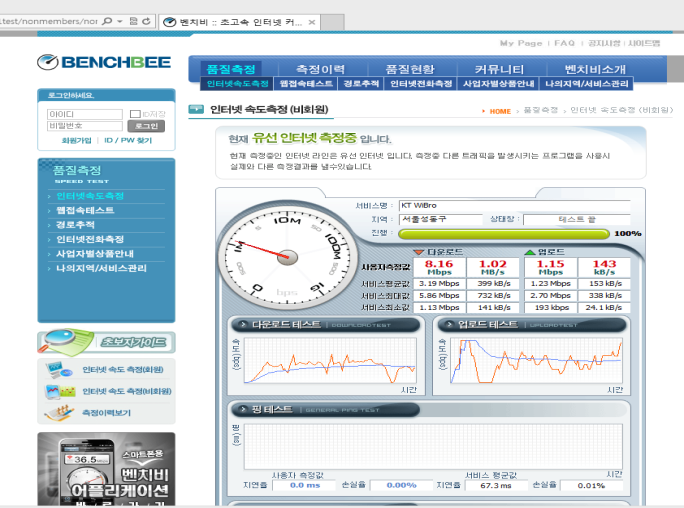 test/nonmembers/nor
벤치비 :: 초고속 인터넷 커...
My Page | FAQ | 공지사항 | 사이트맵
BENCHBEE
품질측정 측정이력 품질현황 커뮤니티 벤치비소개
인터넷속도측정 웹접속테스트 경로추적 인터넷전화측정 사업자별상품안내 나의지역/서비스관리
로그인하세요.
아이디 ID저장
비밀번호 로그인
회원가입 | ID / PW 찾기
인터넷 속도측정 (비회원)
HOME > 품질측정 > 인터넷 속도측정 (비회원)
현재 유선 인터넷 측정중 입니다.
현재 측정중인 인터넷 라인은 유선 인터넷 입니다. 측정중 다른 트래픽을 발생시키는 프로그램을 사용시
실제와 다른 측정결과를 낼수있습니다.
품질측정
SPEED TEST
인터넷속도측정
웹접속테스트
경로추적
인터넷전화측정
사업자별상품안내
나의지역/서비스관리
서비스명 : KT WiBro
지역 : 서울성동구 상태창 : 테스트 끝
진행 : 100%
0 1M 10M 100M 9
bps
다운로드 업로드
사용자측정값 8.16 Mbps 1.02 MB/s 1.15 Mbps 143 kB/s
서비스평균값 3.19 Mbps 399 kB/s 1.23 Mbps 153 kB/s
서비스최대값 5.86 Mbps 732 kB/s 2.70 Mbps 338 kB/s
서비스최소값 1.13 Mbps 141 kB/s 193 kbps 24.1 kB/s
다운로드 테스트 | DOWNLOAD TEST
속도 (bps)
시간
업로드 테스트 | UPLOAD TEST
속도 (bps)
시간
핑 테스트 | GENERAL PING TEST
핑 (ms)
시간
사용자 측정값 서비스 평균값
지연율 0.0 ms 손실율 0.00% 지연율 67.3 ms 손실율 0.01%
초보자가이드
인터넷 속도 측정(회원)
인터넷 속도 측정(비회원)
측정이력보기
36.5
스마트폰용
벤치비
어플리케이션